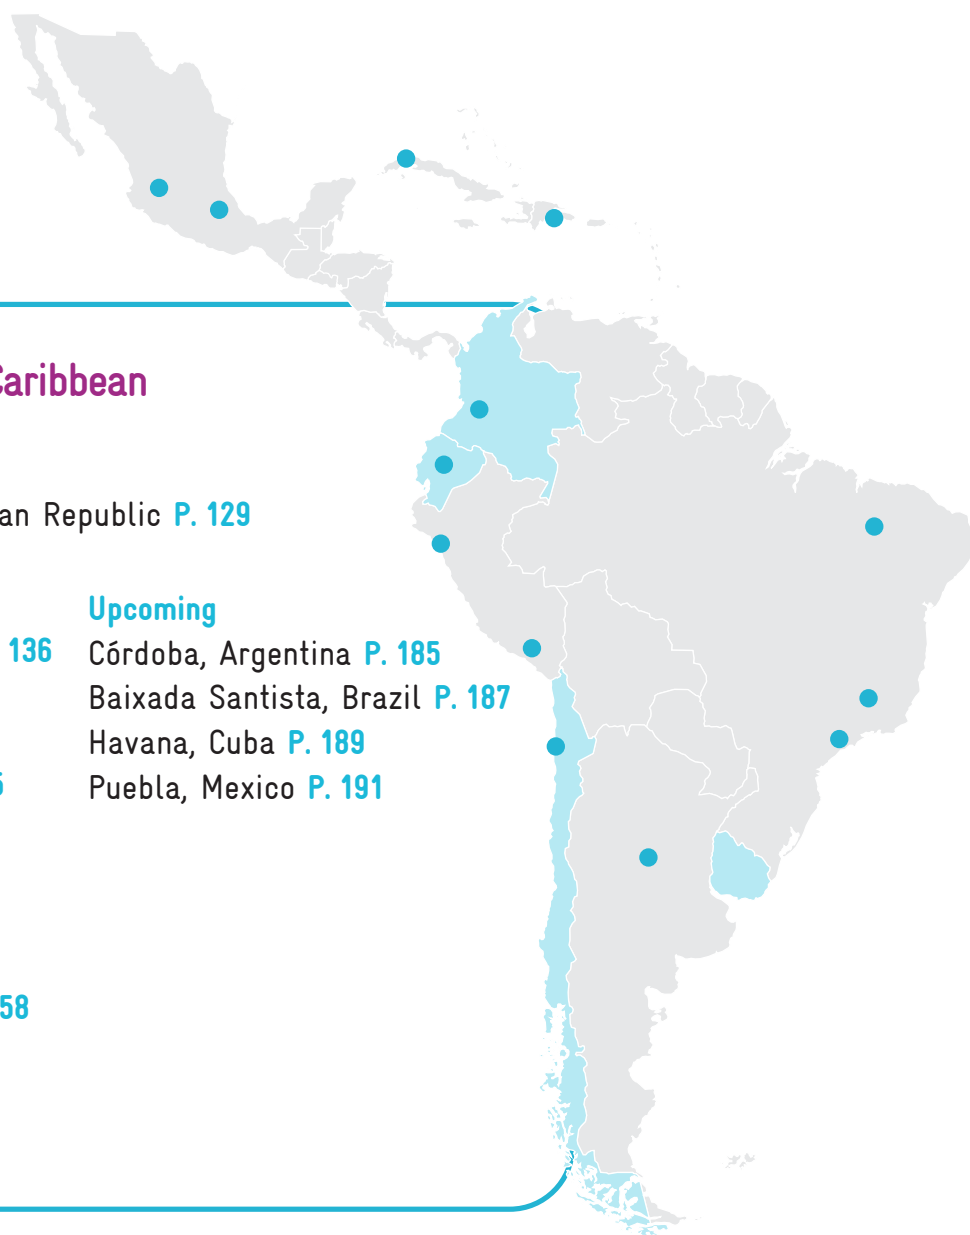 Caribbean
an Republic P. 129
Upcoming
136 Córdoba, Argentina P. 185
Baixada Santista, Brazil P. 187
Havana, Cuba P. 189
Puebla, Mexico P. 191
58